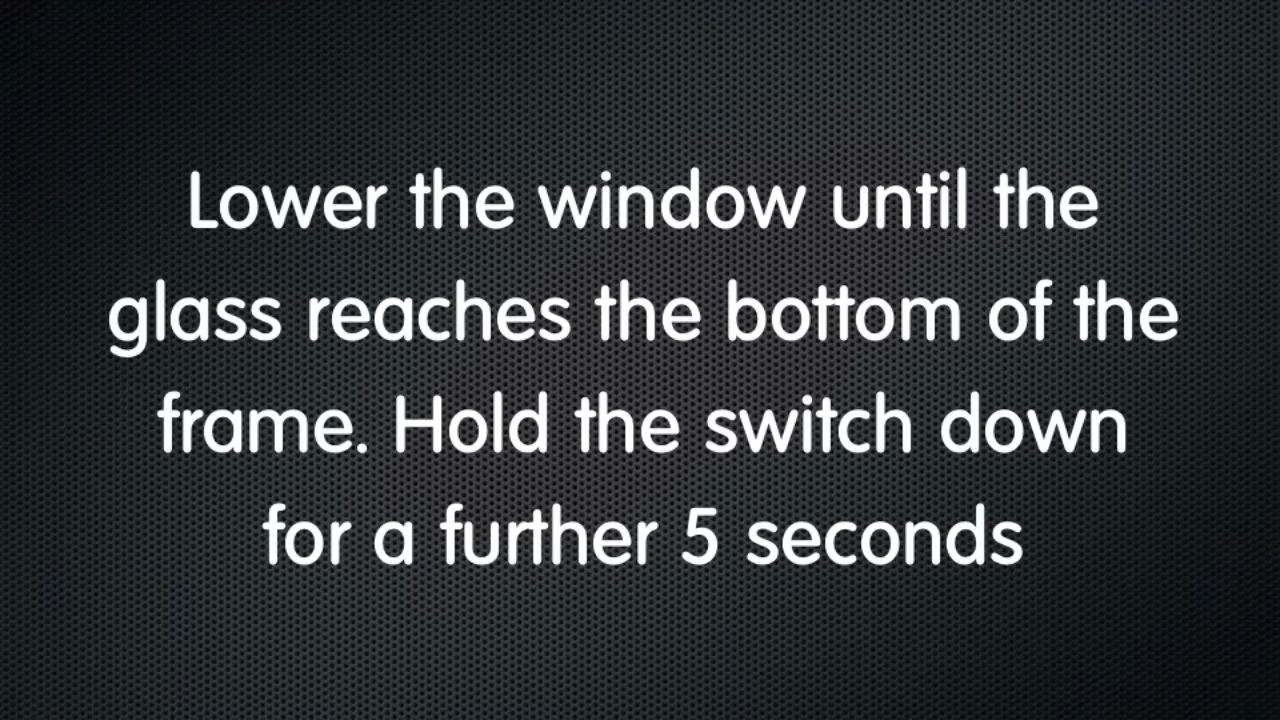 Lower the window until the
glass reaches the bottom of the
frame. Hold the switch down
for a further 5 seconds